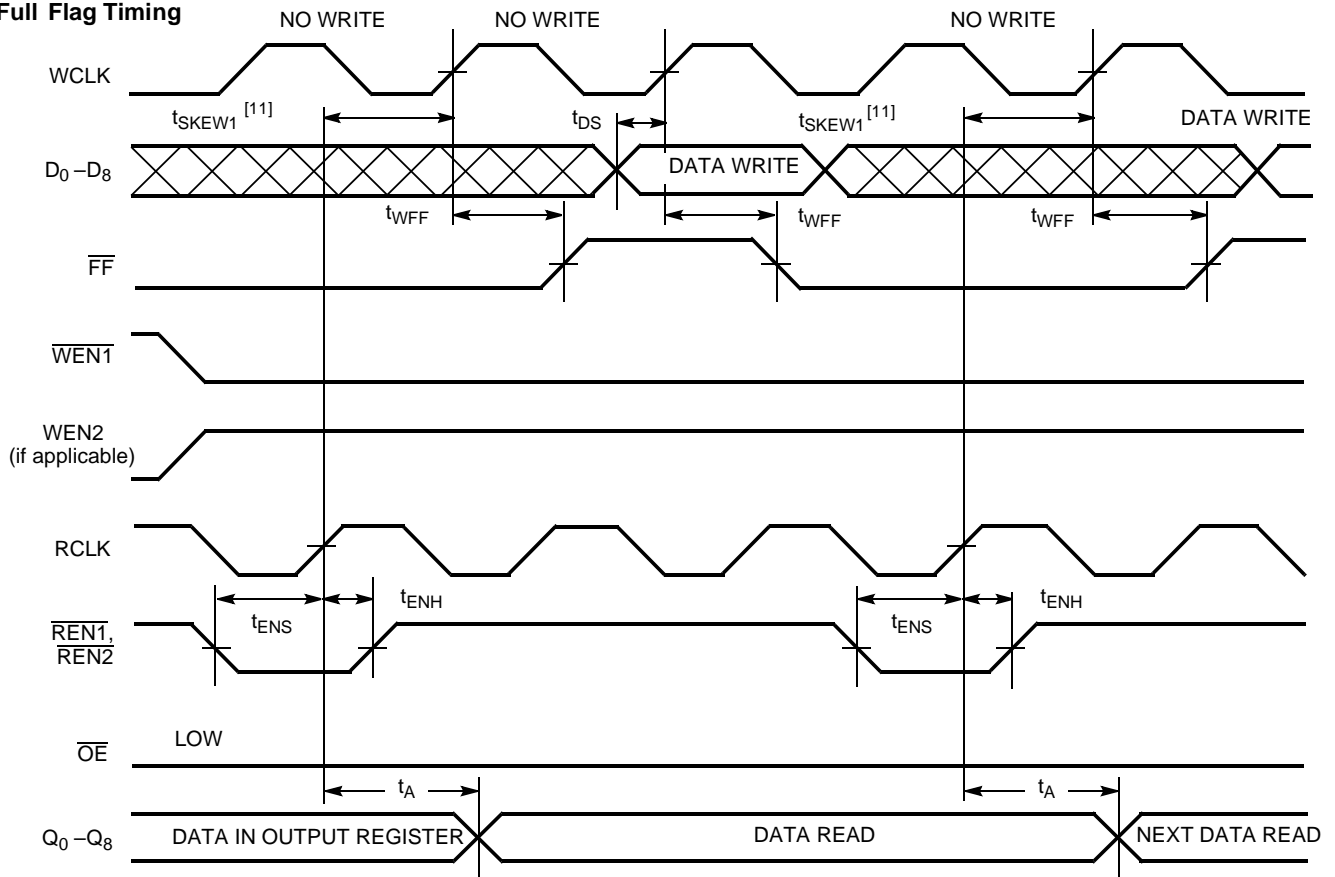 Full Flag Timing
NO WRITE NO WRITE NO WRITE
WCLK
tSKEW1 [11] tDS tSKEW1 [11] DATA WRITE
D0 –D8 DATA WRITE
tWFF tWFF tWFF
FF
WEN1
WEN2
(if applicable)
RCLK
tENS tENH tENS tENH
REN1,
REN2
OE LOW
tA tA
Q0 –Q8 DATA IN OUTPUT REGISTER DATA READ NEXT DATA READ